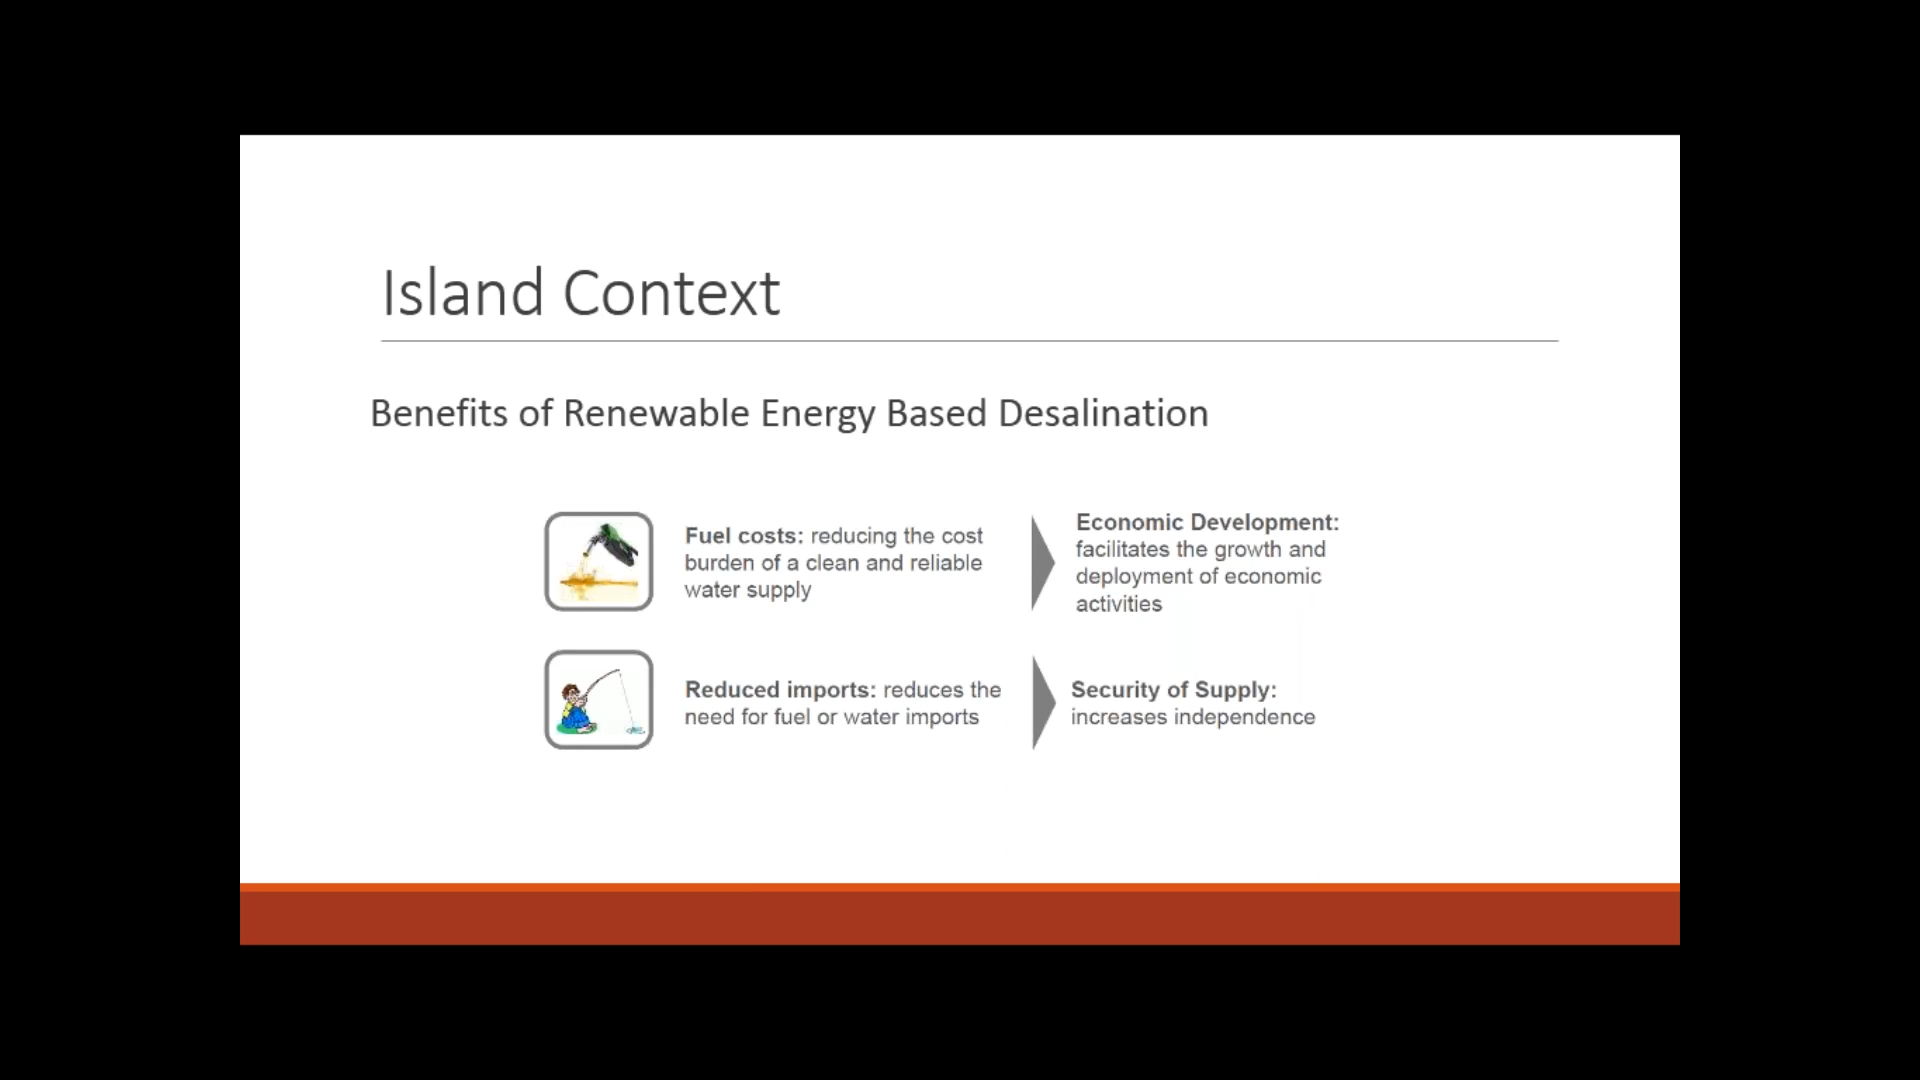 Island Context
Benefits of Renewable Energy Based Desalination
Fuel costs: reducing the cost
burden of a clean and reliable
water supply
Economic Development:
facilitates the growth and
deployment of economic
activities
Reduced imports: reduces the
need for fuel or water imports
Security of Supply:
increases independence